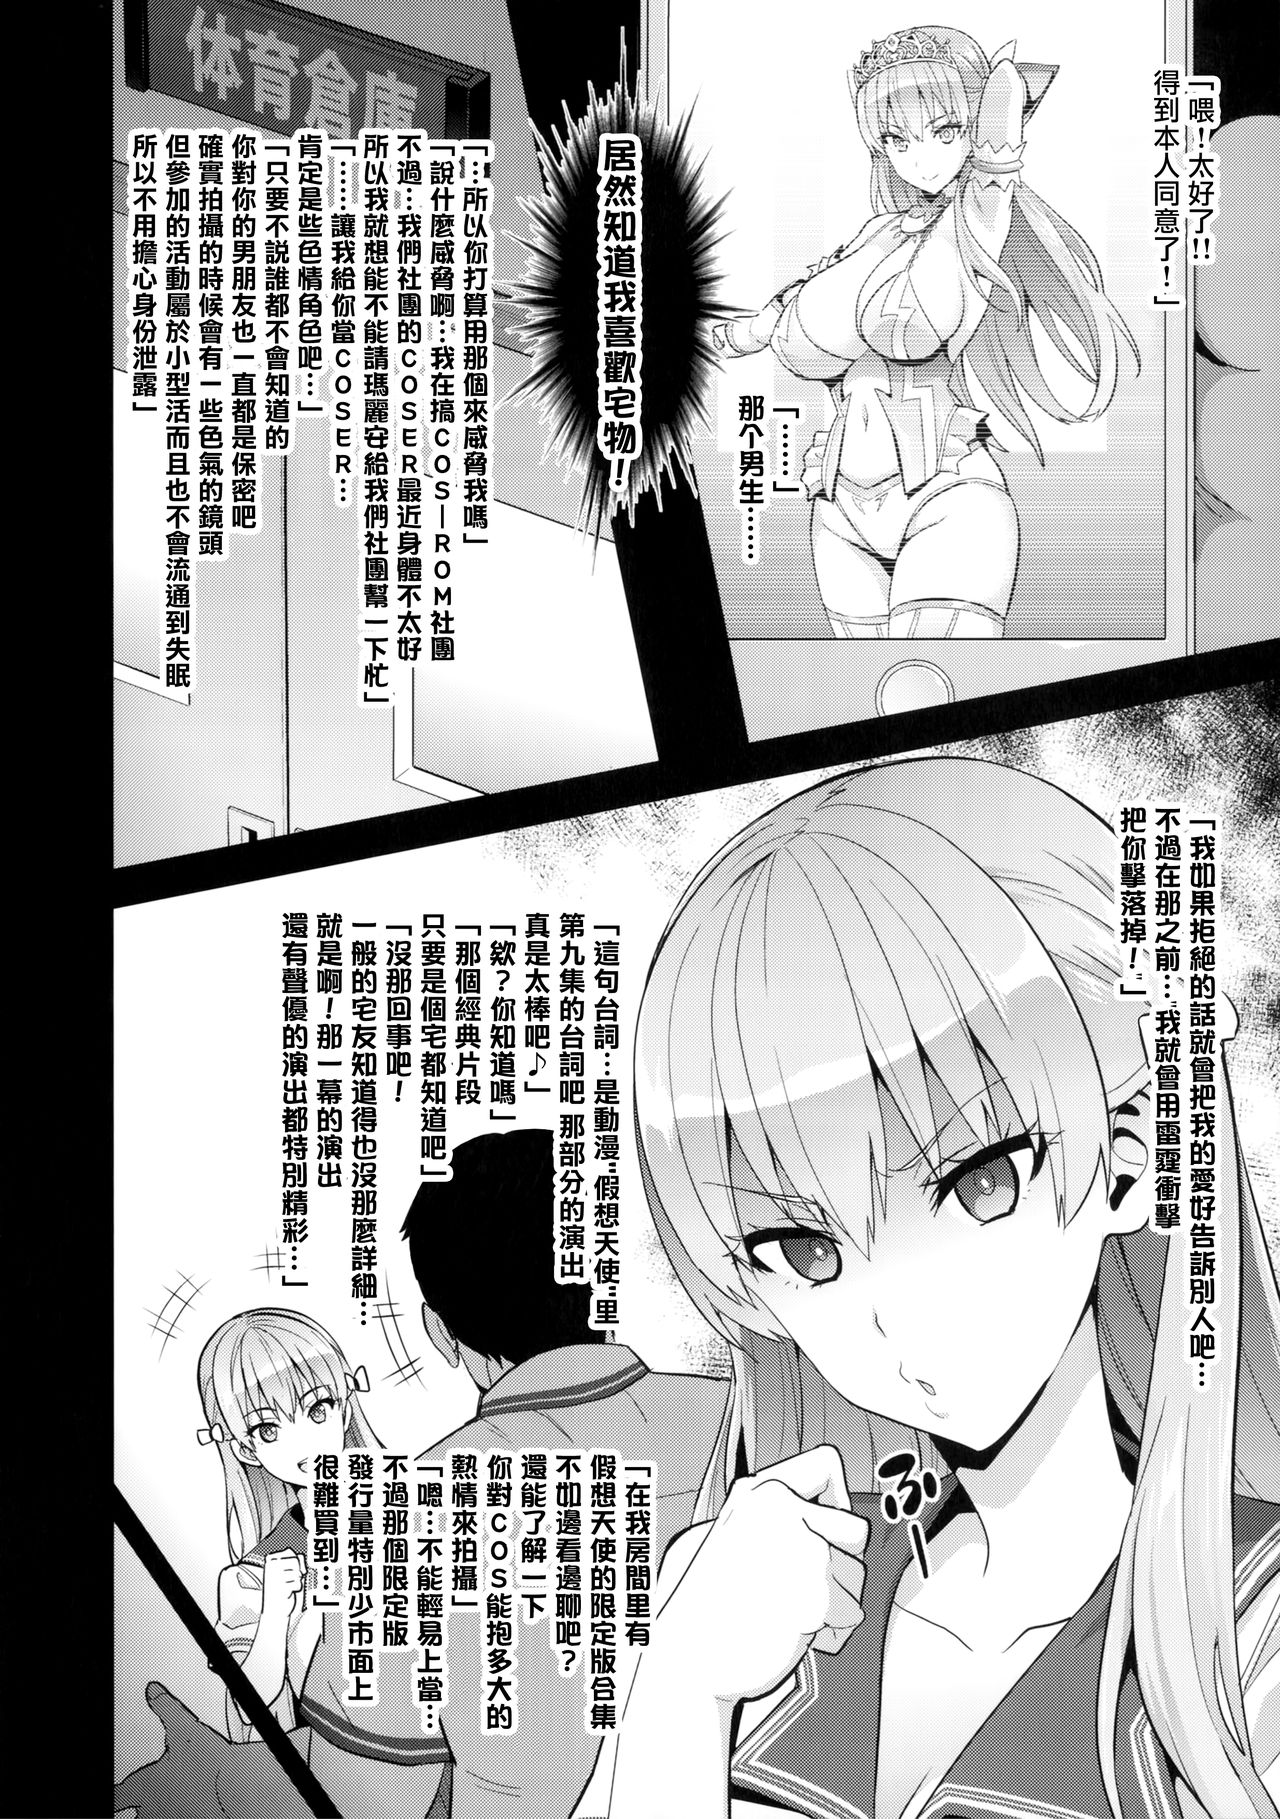 「喂！太好了!!
得到本人同意了！」
「……」
那个男生……
居然知道我喜歡宅物！
体育倉庫
「…所以你打算用那個來威脅我嗎」
「說什麼威脅啊…我在搞ＣＯＳ－ＲＯＭ社團
不過…我們社團的ＣＯＳＥＲ最近身體不太好
所以我就想能不能請瑪麗安給我們社團幫一下忙」
「……讓我給你當ＣＯＳＥＲ…
肯定是些色情角色吧…」
「只要不說誰都不會知道的
你對你的男朋友也一直都是保密吧
確實拍攝的時候會有一些色氣的鏡頭
但參加的活動屬於小型活而且也不會流通到失眠
所以不用擔心身份泄露」
「我如果拒絕的話就會把我的愛好告訴別人吧…
不過在那之前…我就會用雷霆衝擊
把你擊落掉！」
「這句台詞…是動漫"假想天使"里
第九集的台詞吧 那部分的演出
真是太棒吧♪」
「欸？你知道嗎」
「那個經典片段
只要是個宅都知道吧」
「沒那回事吧！
一般的宅友知道得也沒那麼詳細…
就是啊！那一幕的演出
還有聲優的演出都特別精彩…」
ふー
「在我房間里有
假想天使的限定版合集
不如邊看邊聊吧？
還能了解一下
你對ＣＯＳ能抱多大的
熱情來拍攝」
「嗯…不能輕易上當…
不過那個限定版
發行量特別少市面上
很難買到…」